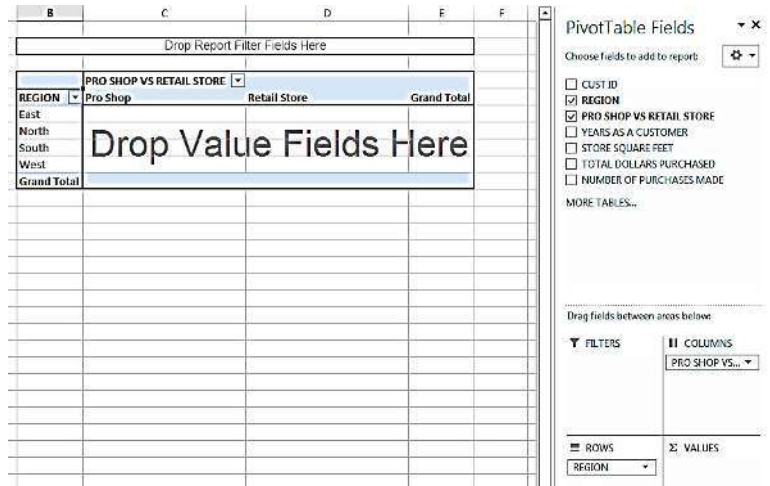 B C D E F
Drop Report Filter Fields Here
PRO SHOP VS RETAIL STORE
REGION Pro Shop Retail Store Grand Total
East
North
South
West
Grand Total
Drop Value Fields Here
PivotTable Fields
Choose fields to add to report:
CUST ID
REGION
PRO SHOP VS RETAIL STORE
YEARS AS A CUSTOMER
STORE SQUARE FEET
TOTAL DOLLARS PURCHASED
NUMBER OF PURCHASES MADE
MORE TABLES...
Drag fields between areas below:
FILTERS
COLUMNS
PRO SHOP VS...
ROWS
REGION
Σ VALUES